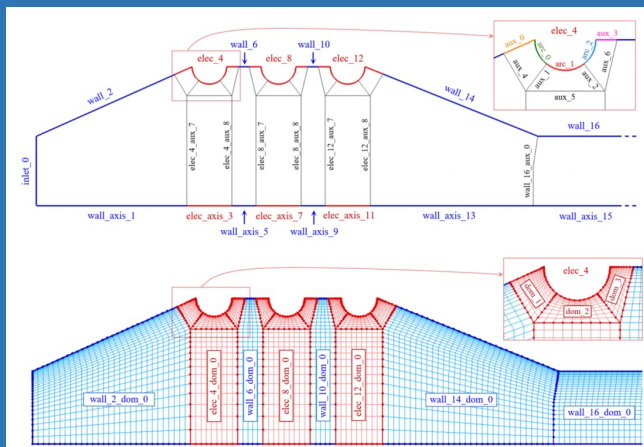 wall_6
wall_10
elec_4
elec_8
elec_12
wall_2
wall_14
wall_16
inlet_0
elec_4_aux_7
elec_4_aux_8
elec_8_aux_7
elec_8_aux_8
elec_12_aux_7
elec_12_aux_8
wall_16_aux_0
wall_axis_1
elec_axis_3
elec_axis_7
elec_axis_11
wall_axis_13
wall_axis_15
wall_axis_5
wall_axis_9
elec_4
aux_0
aux_3
arc_0
arc_2
arc_1
aux_4
aux_1
aux_2
aux_6
aux_5
elec_4
dom_1
dom_2
dom_3
wall_2_dom_0
elec_4_dom_0
wall_6_dom_0
elec_8_dom_0
wall_10_dom_0
elec_12_dom_0
wall_14_dom_0
wall_16_dom_0